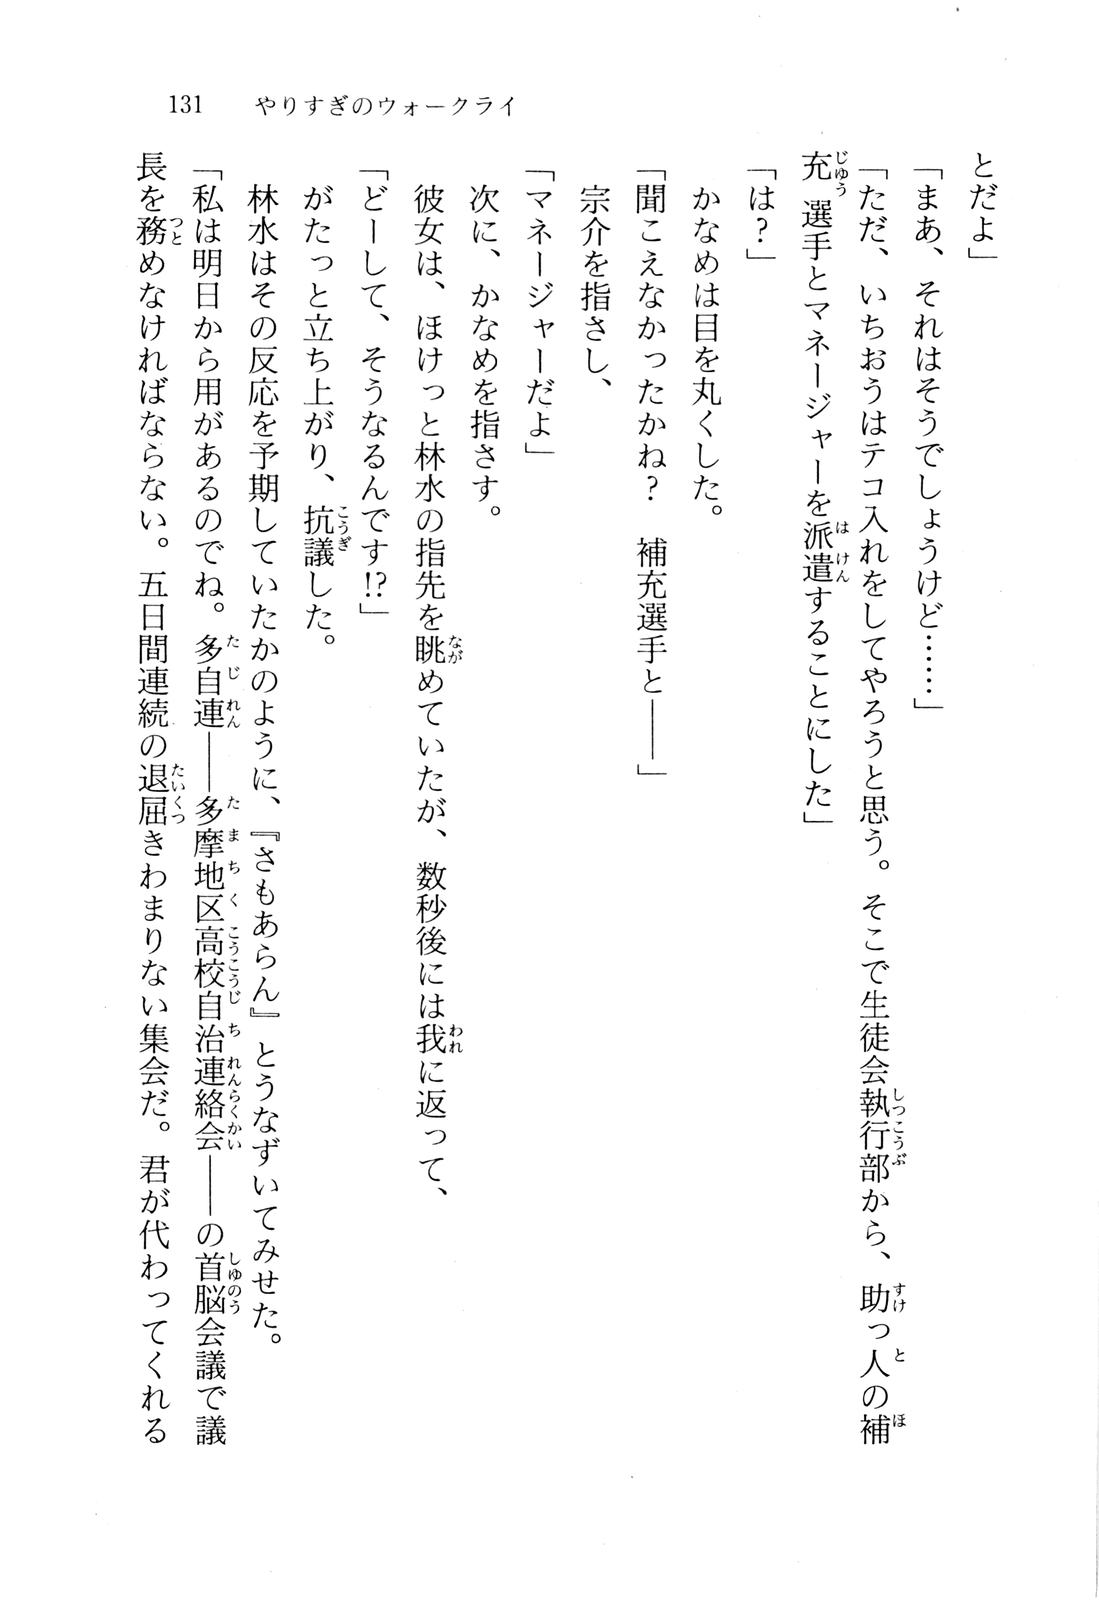 131　やりすぎのウォークライ
とだよ」
「まあ、それはそうでしょうけど……」
「ただ、いちおうはテコ入れをしてやろうと思う。そこで生徒会執行部から、助っ人の補
充選手とマネージャーを派遣することにした」
「は？」
かなめは目を丸くした。
「聞こえなかったかね？　補充選手と――」
宗介を指さし、
「マネージャーだよ」
次に、かなめを指さす。
彼女は、ほけっと林水の指先を眺めていたが、数秒後には我に返って、
「どーして、そうなるんです!?」
がたっと立ち上がり、抗議した。
林水はその反応を予期していたかのように、『さもあらん』とうなずいてみせた。
「私は明日から用があるのでね。多自連――多摩地区高校自治連絡会――の首脳会議で議
長を務めなければならない。五日間連続の退屈きわまりない集会だ。君が代わってくれる